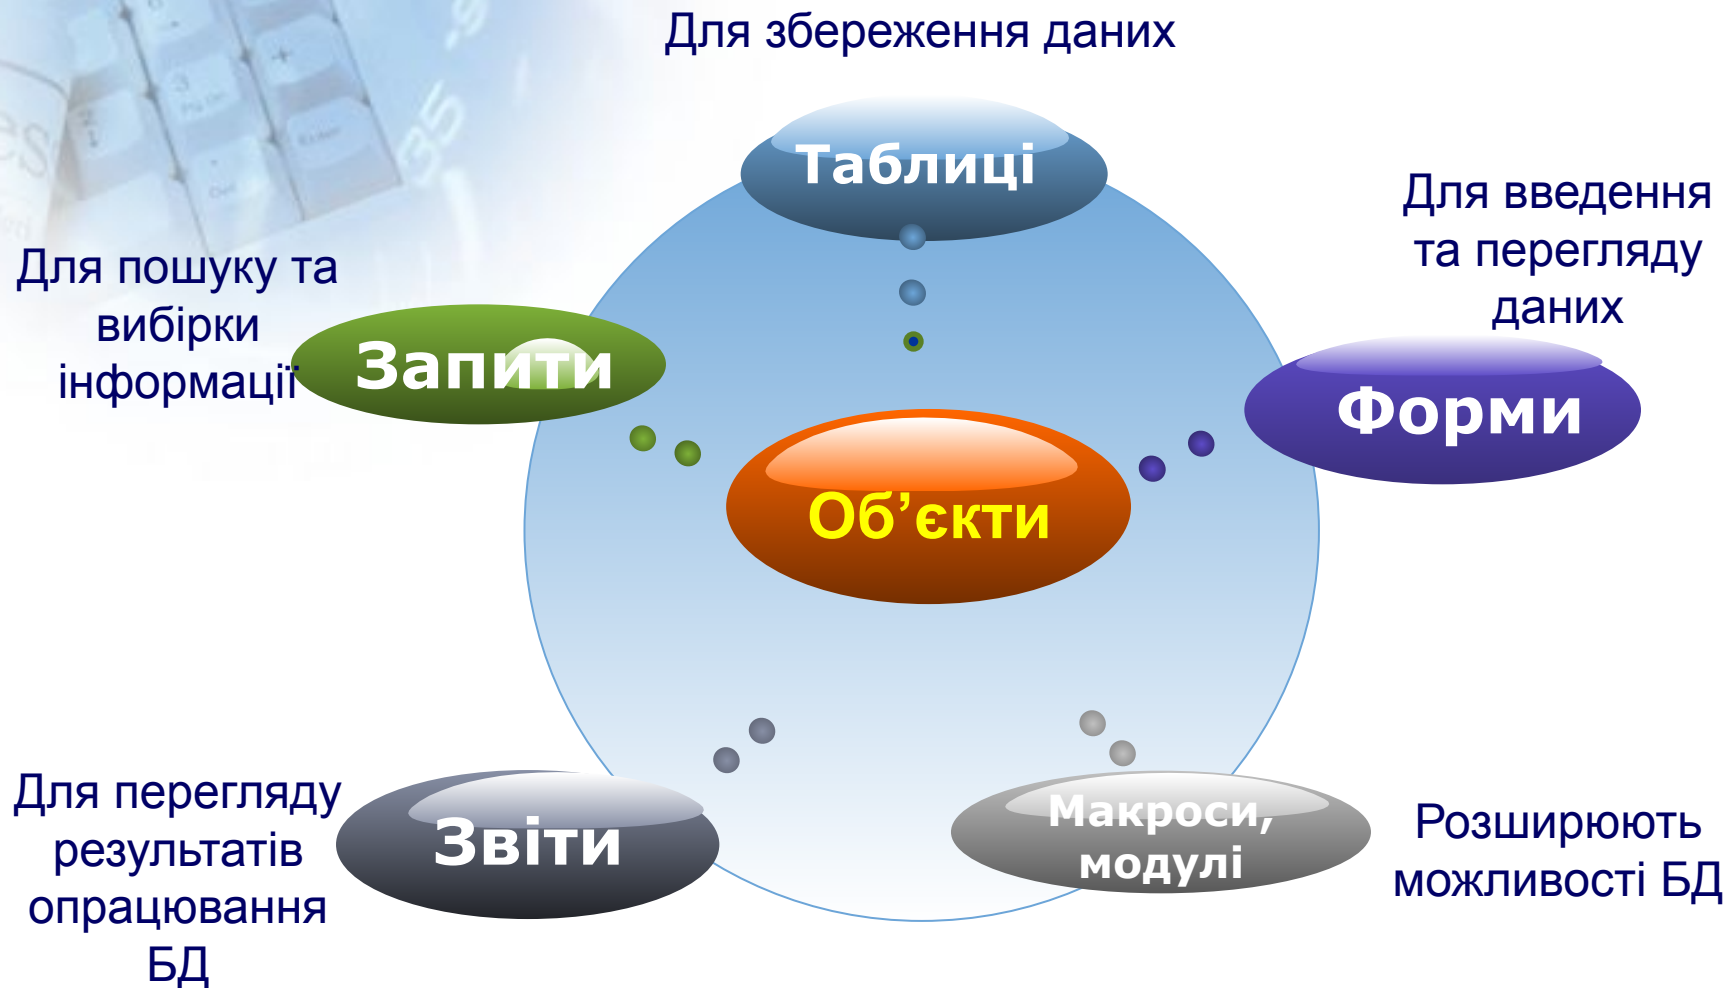 Для збереження даних
Таблиці
Для введення
та перегляду
даних
Форми
Для пошуку та
вибірки
інформації
Запити
Об’єкти
Для перегляду
результатів
опрацювання
БД
Звіти
Макроси,
модулі
Розширюють
можливості БД
35